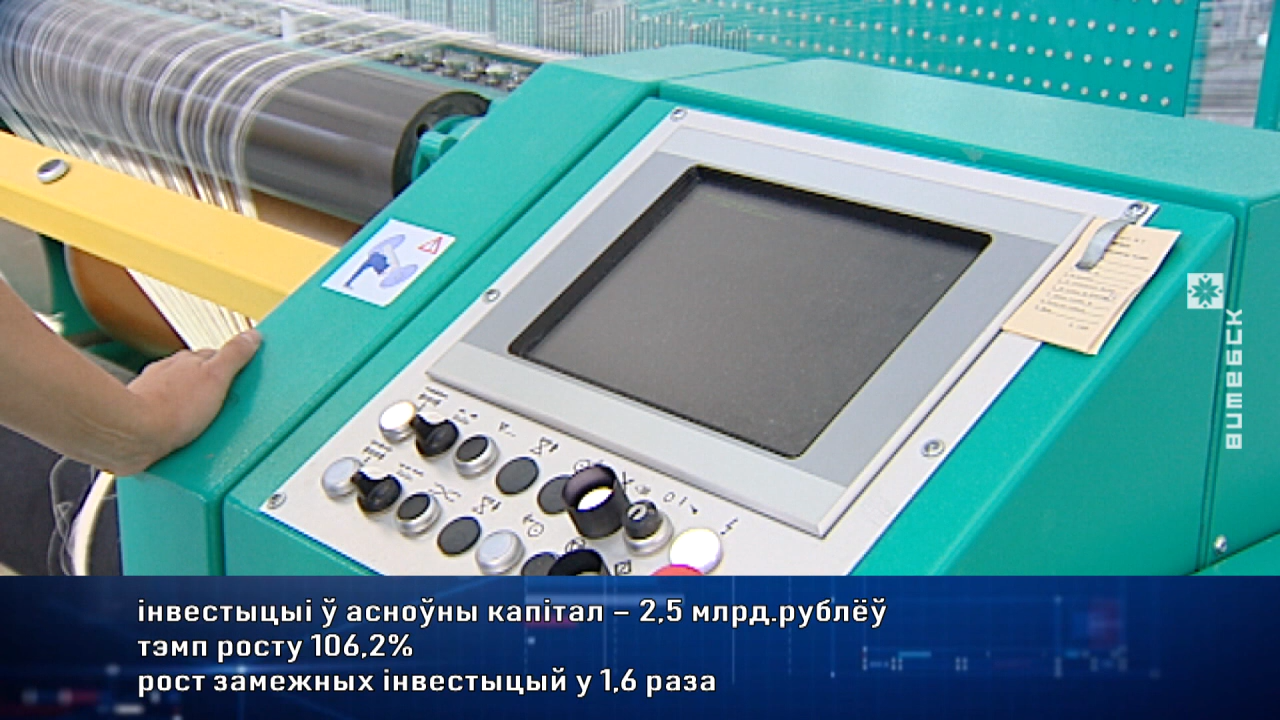 витебск
інвестыцыі ў асноўны капітал – 2,5 млрд.рублёў
тэмп росту 106,2%
рост замежных інвестыцый у 1,6 раза